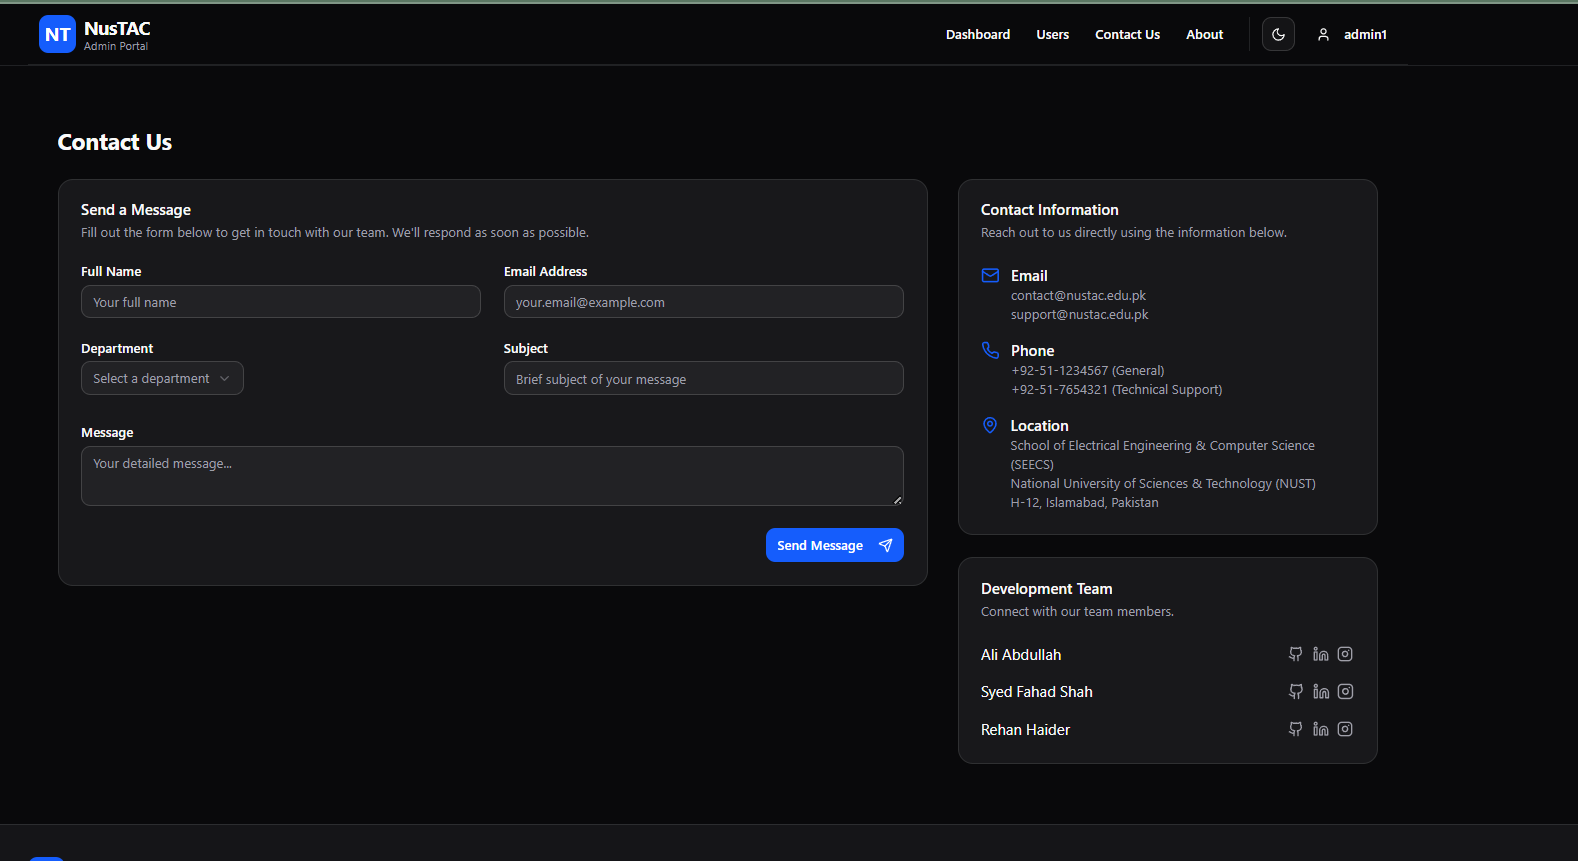 NT
NusTAC
Admin Portal
Dashboard
Users
Contact Us
About
admin1
Contact Us
Send a Message
Fill out the form below to get in touch with our team. We'll respond as soon as possible.
Full Name
Your full name
Email Address
your.email@example.com
Department
Select a department
Subject
Brief subject of your message
Message
Your detailed message...
Send Message
Contact Information
Reach out to us directly using the information below.
Email
contact@nustac.edu.pk
support@nustac.edu.pk
Phone
+92-51-1234567 (General)
+92-51-7654321 (Technical Support)
Location
School of Electrical Engineering & Computer Science
(SEECS)
National University of Sciences & Technology (NUST)
H-12, Islamabad, Pakistan
Development Team
Connect with our team members.
Ali Abdullah
Syed Fahad Shah
Rehan Haider